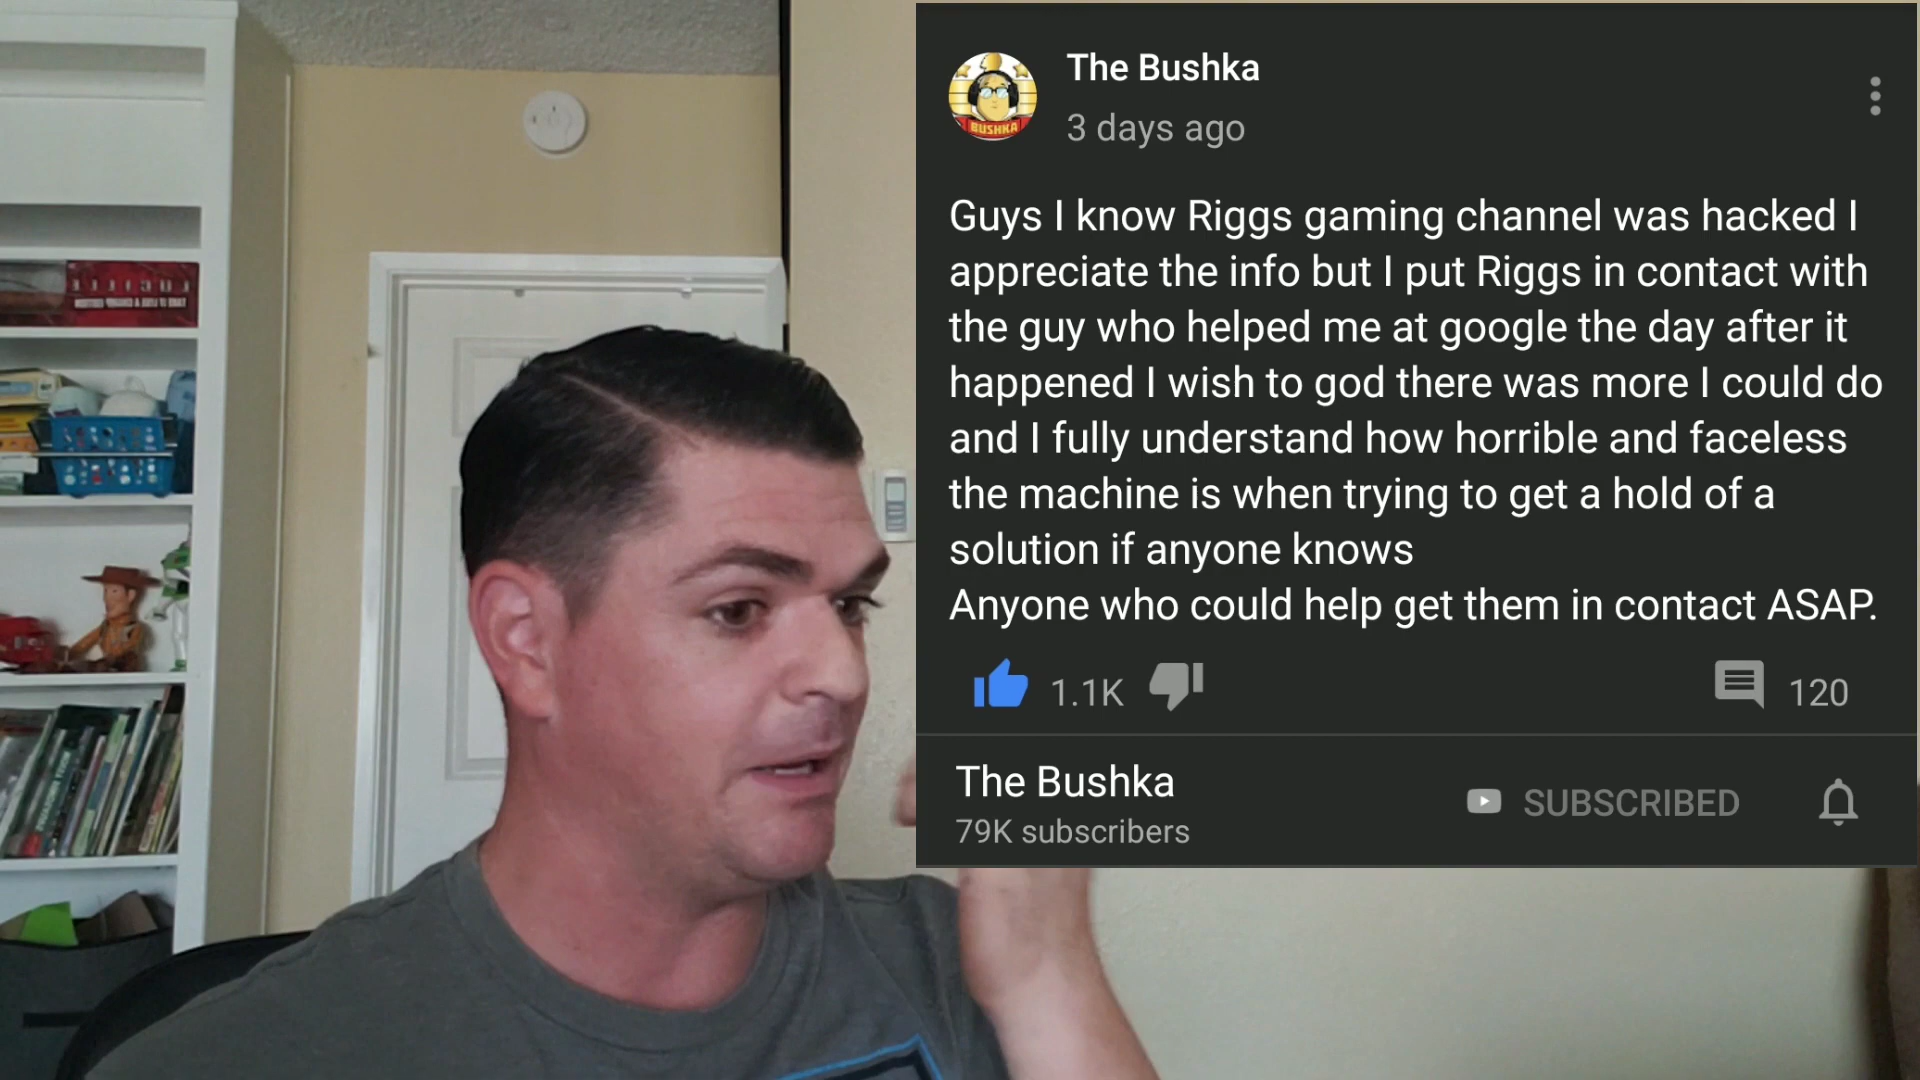 The Bushka
3 days ago
BUSHKA
Guys I know Riggs gaming channel was hacked I
appreciate the info but I put Riggs in contact with
the guy who helped me at google the day after it
happened I wish to god there was more I could do
and I fully understand how horrible and faceless
the machine is when trying to get a hold of a
solution if anyone knows
Anyone who could help get them in contact ASAP.
1.1K
120
The Bushka
SUBSCRIBED
79K subscribers